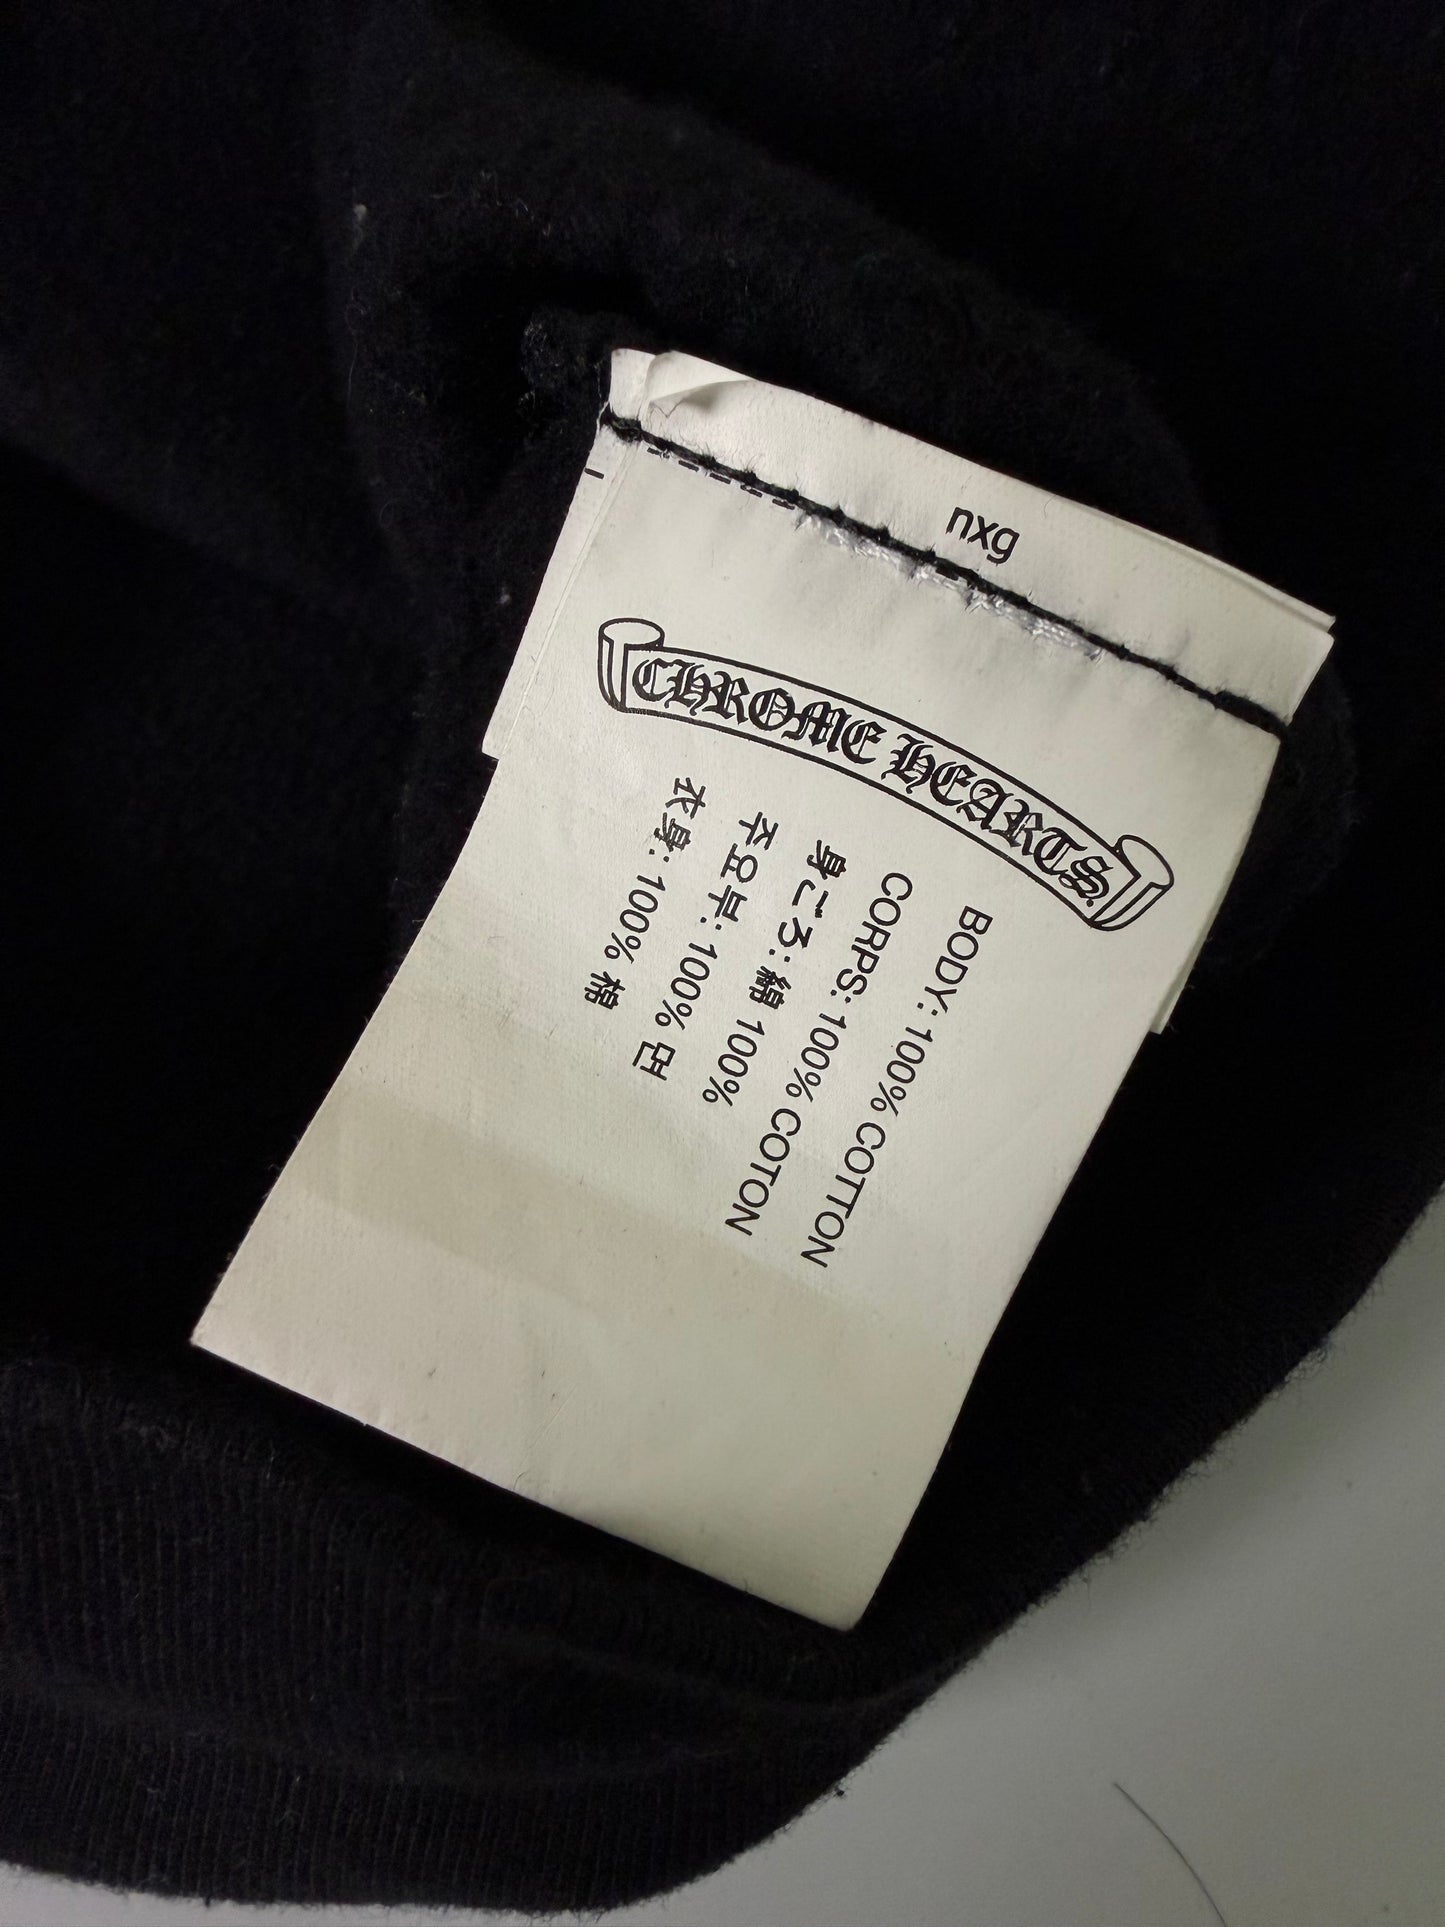 nxg
CHROME HEARTS
BODY: 100% COTTON
CORPS: 100% COTON
身ごろ: 綿 100%
주요부: 100% 면
衣身: 100% 棉